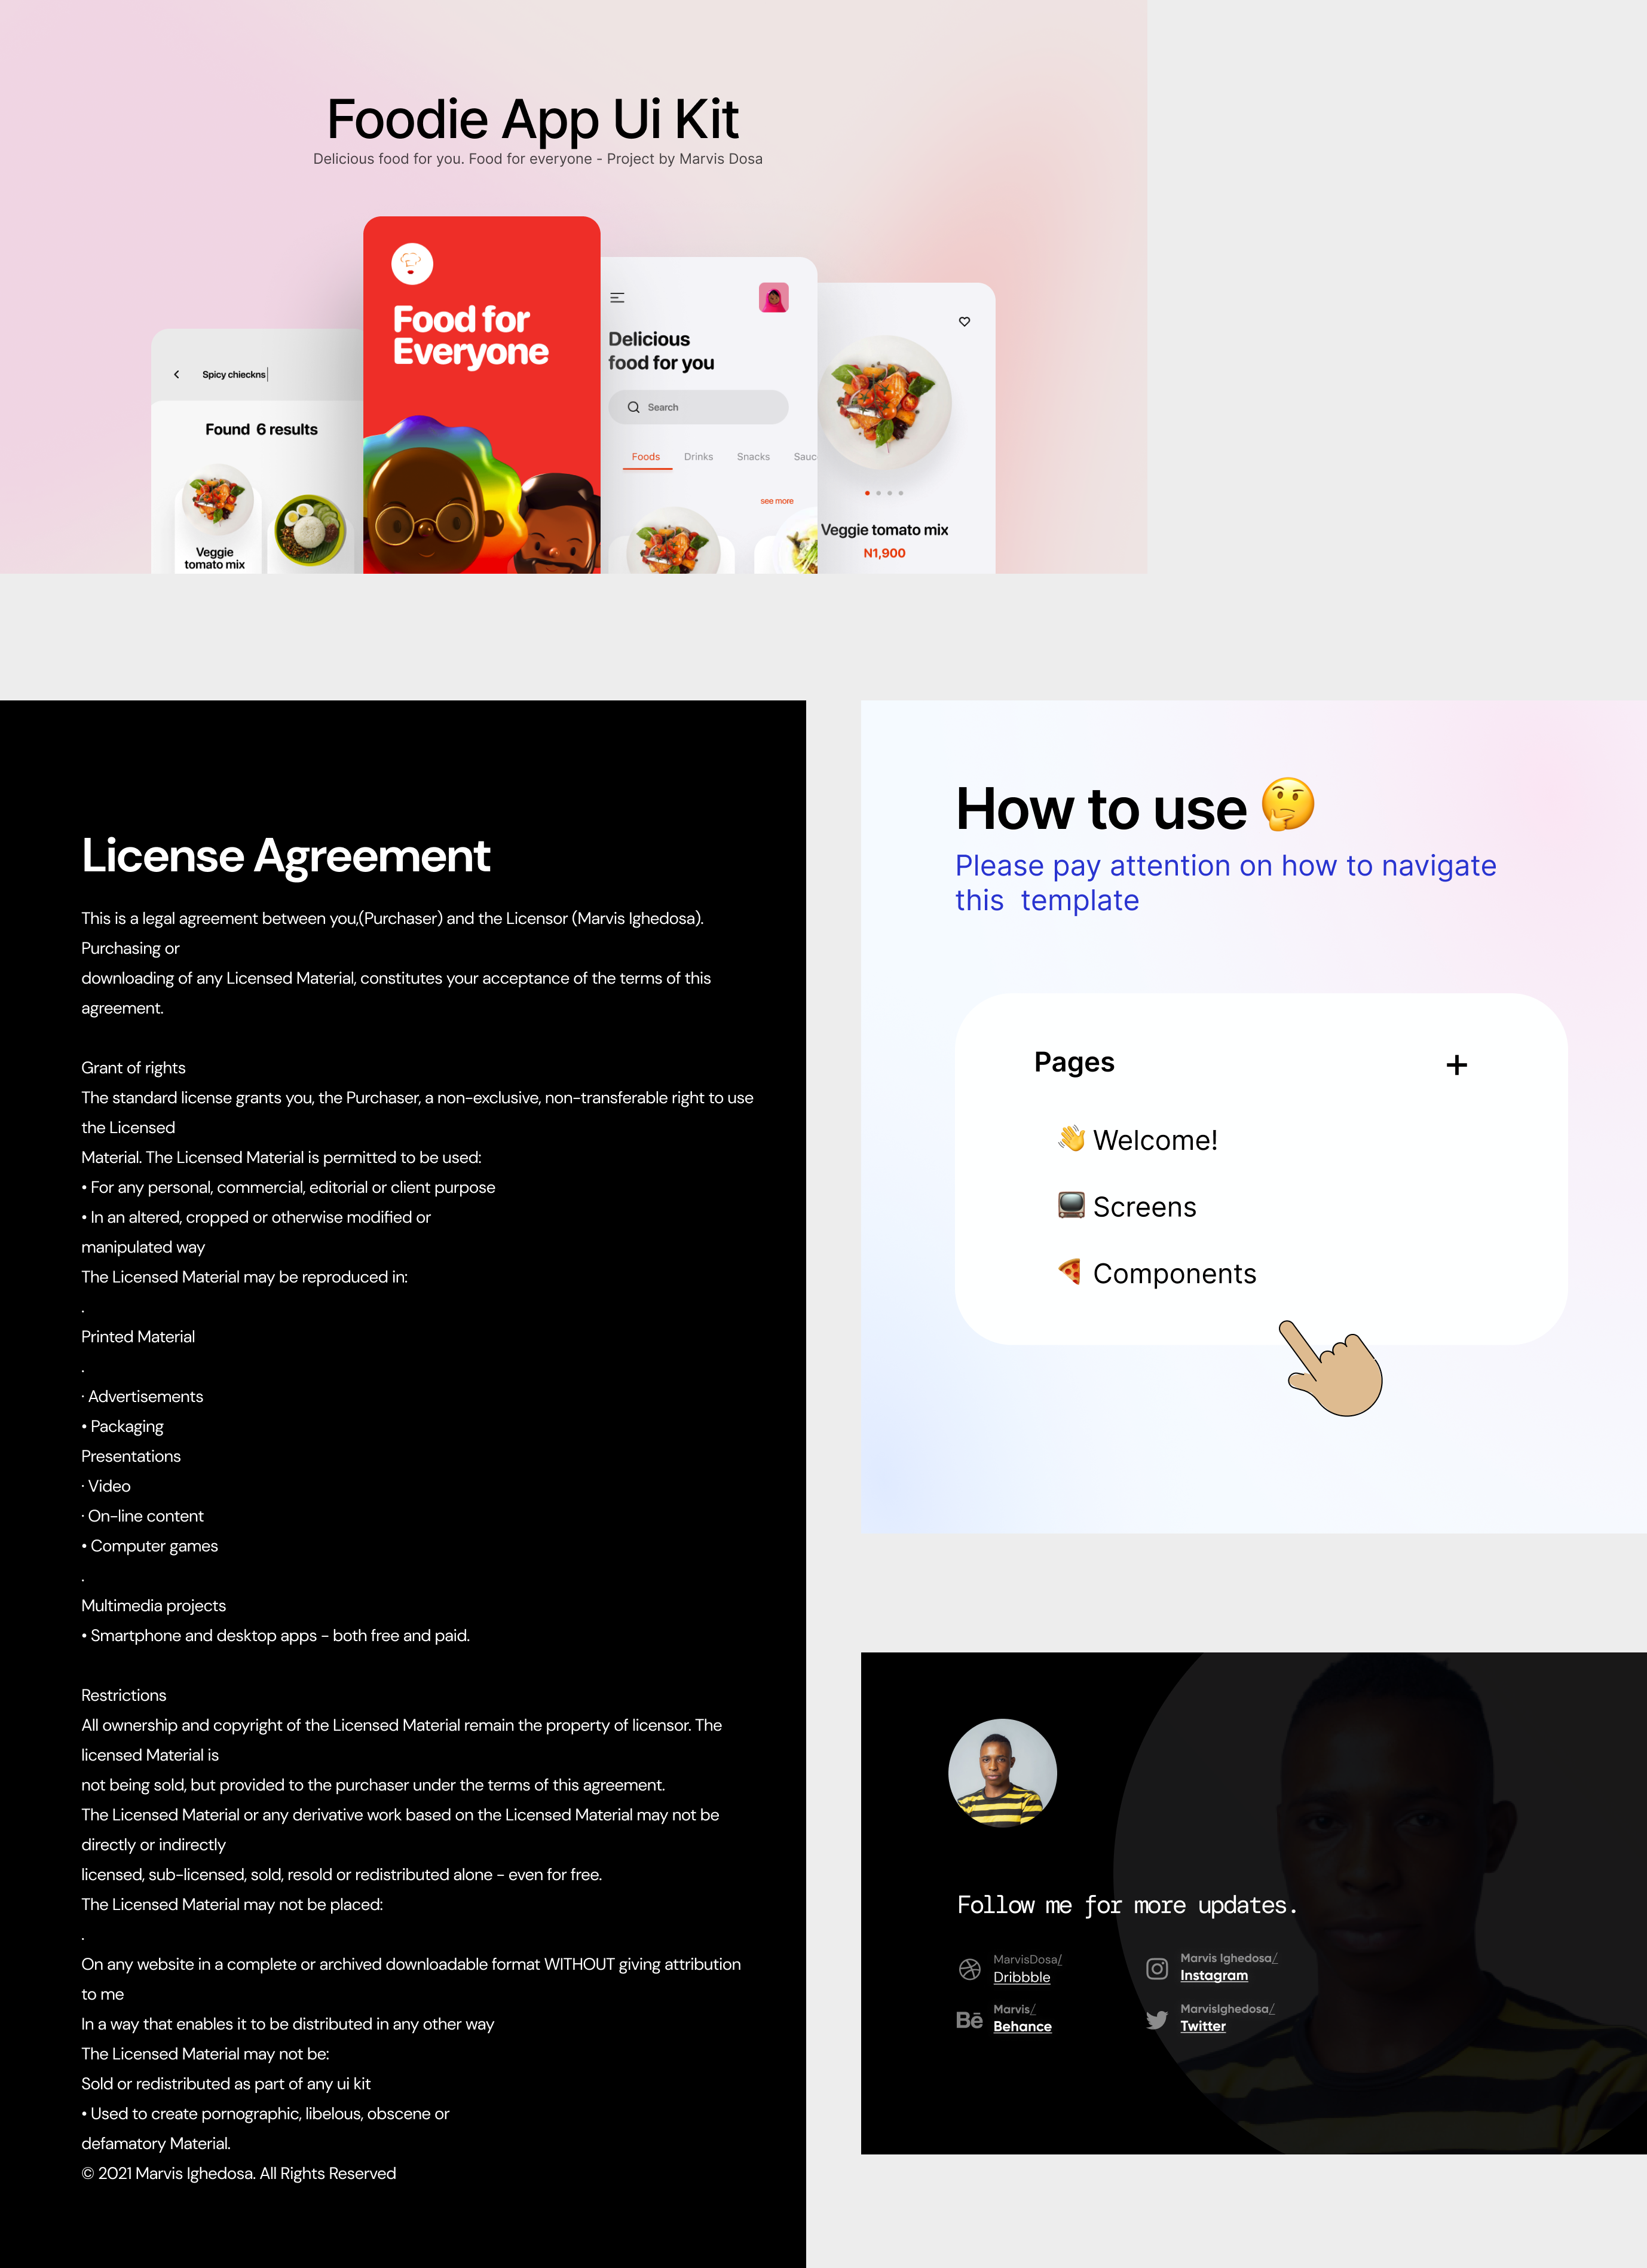 Foodie App Ui Kit
Delicious food for you. Food for everyone - Project by Marvis Dosa
Spicy chieckns
Found 6 results
Veggie
tomato mix
Food for
Everyone
Delicious
food for you
Search
Foods Drinks Snacks Sauc
see more
Veggie tomato mix
N1,900
License Agreement
This is a legal agreement between you,(Purchaser) and the Licensor (Marvis Ighedosa).
Purchasing or
downloading of any Licensed Material, constitutes your acceptance of the terms of this
agreement.
Grant of rights
The standard license grants you, the Purchaser, a non-exclusive, non-transferable right to use
the Licensed
Material. The Licensed Material is permitted to be used:
• For any personal, commercial, editorial or client purpose
• In an altered, cropped or otherwise modified or
manipulated way
The Licensed Material may be reproduced in:
.
Printed Material
.
· Advertisements
• Packaging
Presentations
· Video
· On-line content
• Computer games
.
Multimedia projects
• Smartphone and desktop apps - both free and paid.
Restrictions
All ownership and copyright of the Licensed Material remain the property of licensor. The
licensed Material is
not being sold, but provided to the purchaser under the terms of this agreement.
The Licensed Material or any derivative work based on the Licensed Material may not be
directly or indirectly
licensed, sub-licensed, sold, resold or redistributed alone - even for free.
The Licensed Material may not be placed:
.
On any website in a complete or archived downloadable format WITHOUT giving attribution
to me
In a way that enables it to be distributed in any other way
The Licensed Material may not be:
Sold or redistributed as part of any ui kit
• Used to create pornographic, libelous, obscene or
defamatory Material.
© 2021 Marvis Ighedosa. All Rights Reserved
How to use 🤔
Please pay attention on how to navigate
this template
Pages +
👋 Welcome!
📺 Screens
🍕 Components
Follow me for more updates.
MarvisDosa/
Dribbble
Marvis Ighedosa/
Instagram
Bē
Marvis/
Behance
MarvisIghedosa/
Twitter